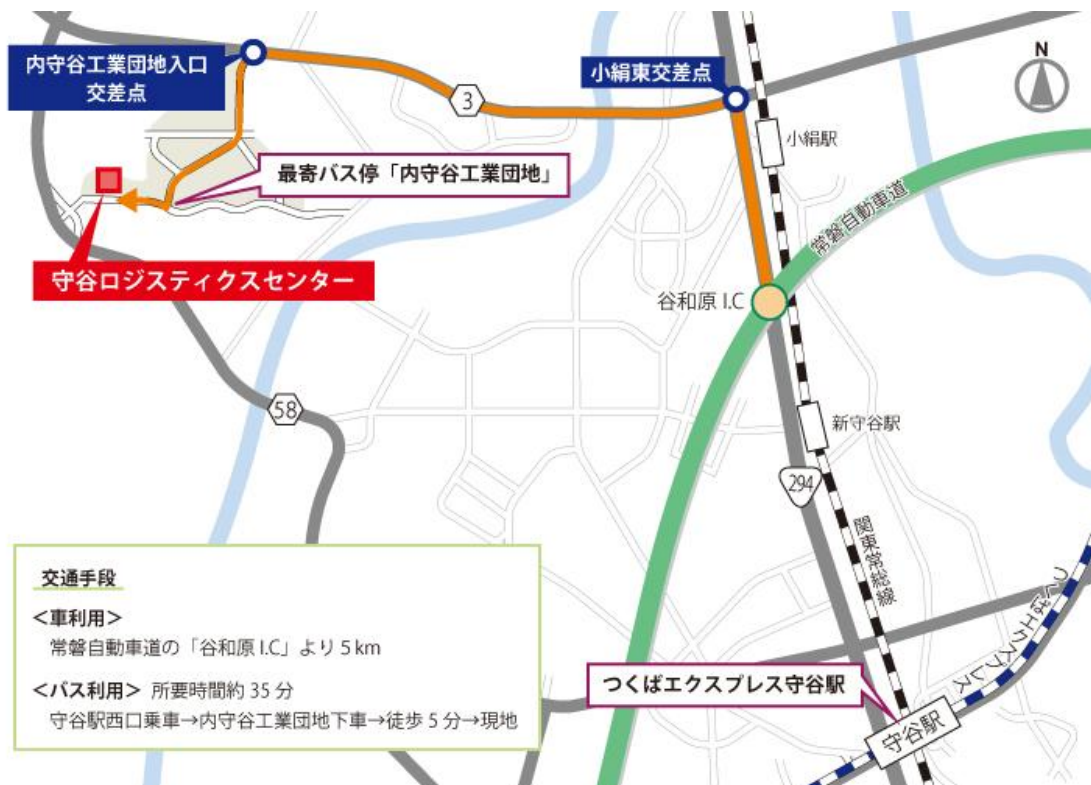 内守谷工業団地入口
交差点
小絹東交差点
N
3
小絹駅
最寄バス停「内守谷工業団地」
常磐自動車道
守谷ロジスティクスセンター
谷和原 I.C
58
新守谷駅
294
関東常総線
つくばエクスプレス
交通手段
＜車利用＞
常磐自動車道の「谷和原 I.C」より 5 km
＜バス利用＞ 所要時間約 35 分
守谷駅西口乗車→内守谷工業団地下車→徒歩 5 分→現地
つくばエクスプレス守谷駅
守谷駅